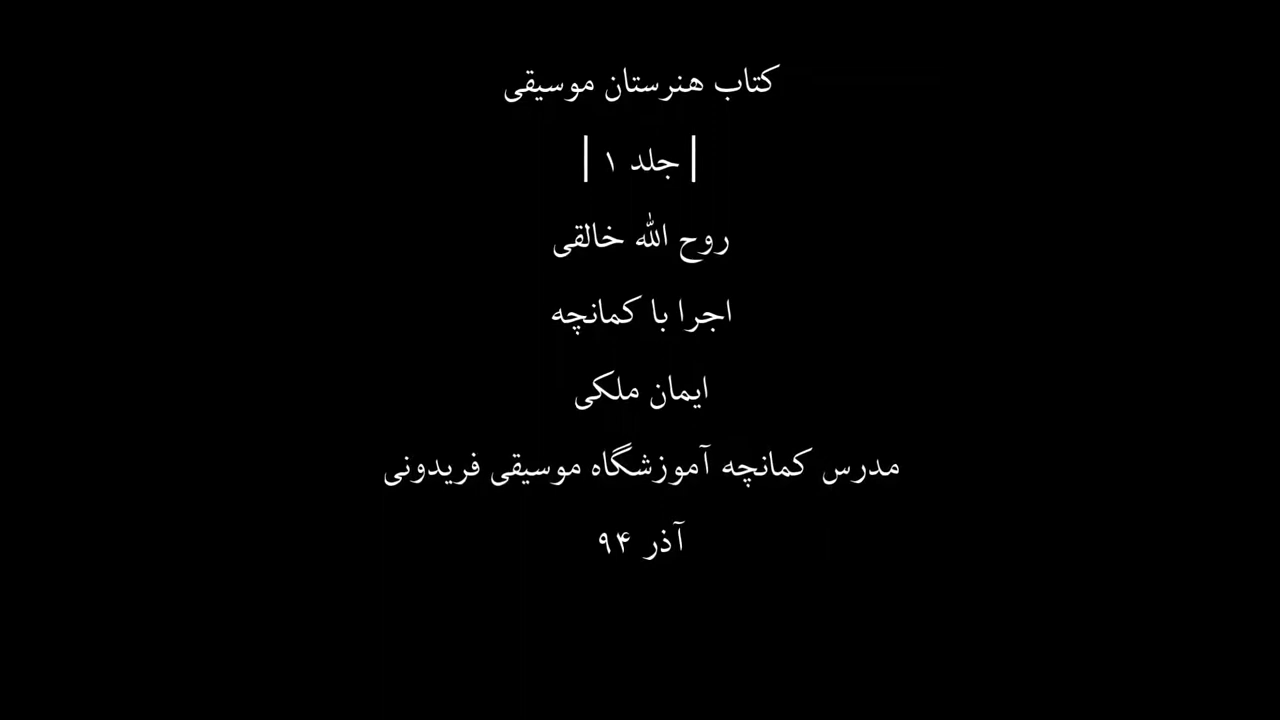 کتاب هنرستان موسیقی
| جلد ۱ |
روح الله خالقی
اجرا با کمانچه
ایمان ملکی
مدرس کمانچه آموزشگاه موسیقی فریدونی
آذر ۹۴